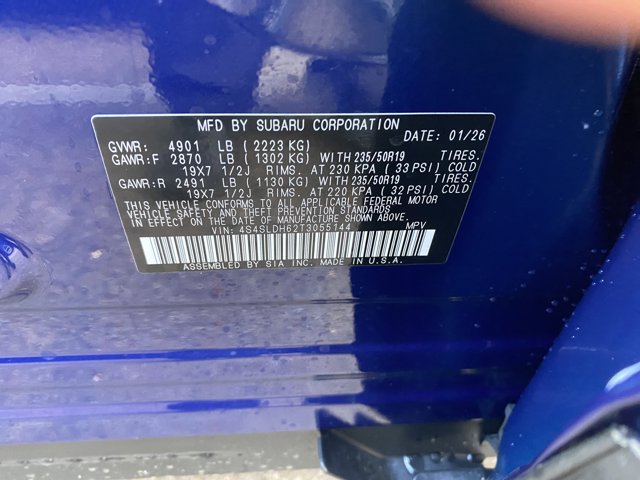 MFD BY SUBARU CORPORATION
DATE: 01/26
GVWR: 4901 LB ( 2223 KG)
GAWR:F 2870 LB ( 1302 KG) WITH 235/50R19 TIRES.
19X7 1/2J RIMS. AT 230 KPA ( 33 PSI) COLD
GAWR:R 2491 LB ( 1130 KG) WITH 235/50R19 TIRES.
19X7 1/2J RIMS. AT 220 KPA ( 32 PSI) COLD
THIS VEHICLE CONFORMS TO ALL APPLICABLE FEDERAL MOTOR
VEHICLE SAFETY AND THEFT PREVENTION STANDARDS IN
EFFECT ON THE DATE OF MANUFACTURE SHOWN ABOVE.
VIN: 4S4SLDH62T3055144 MPV
ASSEMBLED BY SIA INC. MADE IN U.S.A.